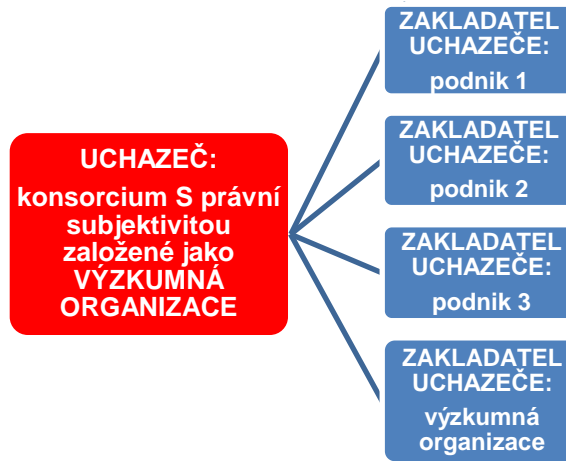 UCHAZEČ:
konsorcium S právní
subjektivitou
založené jako
VÝZKUMNÁ
ORGANIZACE
ZAKLADATEL
UCHAZEČE:
podnik 1
ZAKLADATEL
UCHAZEČE:
podnik 2
ZAKLADATEL
UCHAZEČE:
podnik 3
ZAKLADATEL
UCHAZEČE:
výzkumná
organizace